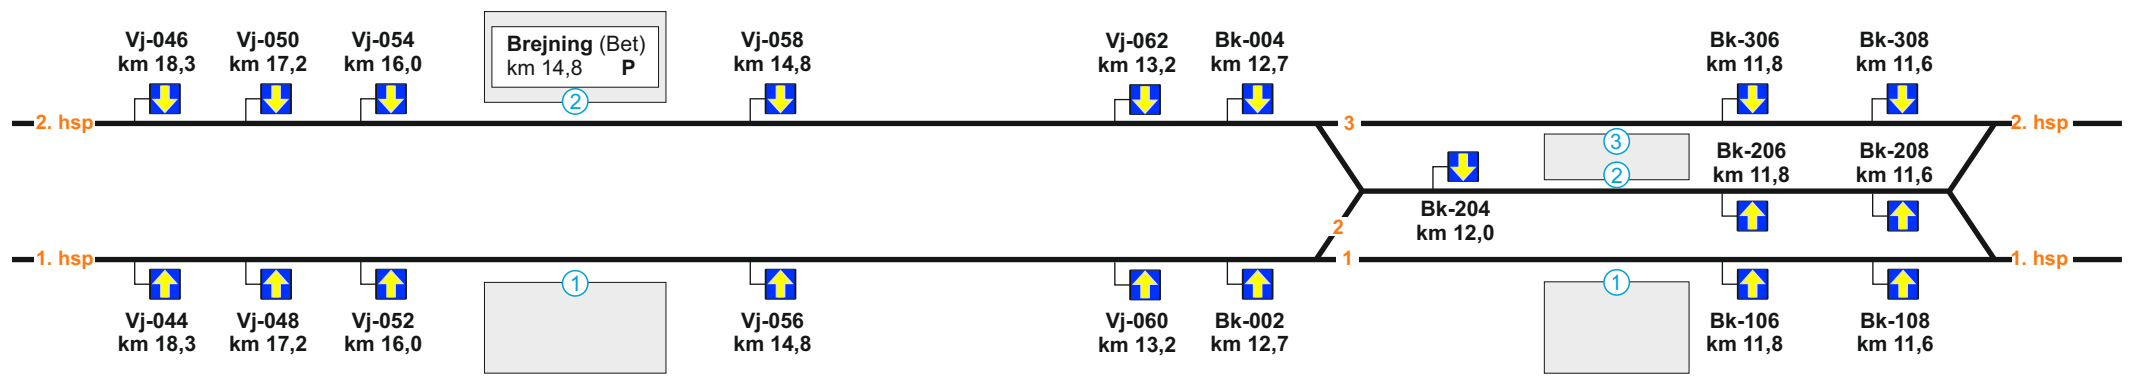 Vj-046
km 18,3
Vj-050
km 17,2
Vj-054
km 16,0
Brejning (Bet)
km 14,8 P
2
Vj-058
km 14,8
Vj-062
km 13,2
Bk-004
km 12,7
Bk-306
km 11,8
Bk-308
km 11,6
2. hsp
3
2. hsp
3
2
Bk-206
km 11,8
Bk-208
km 11,6
Bk-204
km 12,0
2
1. hsp
1
1. hsp
1
1
Vj-044
km 18,3
Vj-048
km 17,2
Vj-052
km 16,0
Vj-056
km 14,8
Vj-060
km 13,2
Bk-002
km 12,7
Bk-106
km 11,8
Bk-108
km 11,6